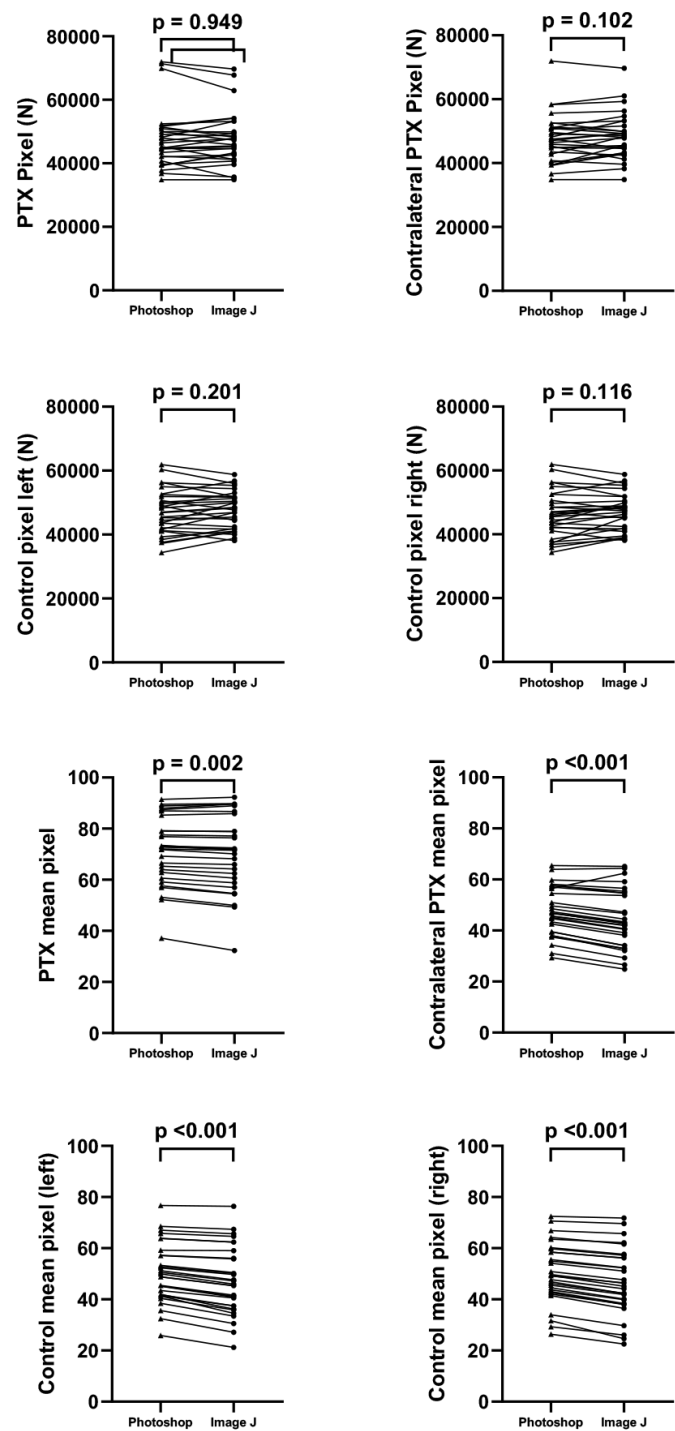 p = 0.949
PTX Pixel (N)
80000
60000
40000
20000
0
Photoshop Image J
p = 0.102
Contralateral PTX Pixel (N)
80000
60000
40000
20000
0
Photoshop Image J
p = 0.201
Control pixel left (N)
80000
60000
40000
20000
0
Photoshop Image J
p = 0.116
Control pixel right (N)
80000
60000
40000
20000
0
Photoshop Image J
p = 0.002
PTX mean pixel
100
80
60
40
20
0
Photoshop Image J
p <0.001
Contralateral PTX mean pixel
100
80
60
40
20
0
Photoshop Image J
p <0.001
Control mean pixel (left)
100
80
60
40
20
0
Photoshop Image J
p <0.001
Control mean pixel (right)
100
80
60
40
20
0
Photoshop Image J